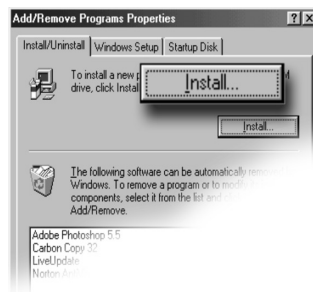 Add/Remove Programs Properties
Install/Uninstall Windows Setup Startup Disk
To install a new
drive, click Instal
Install...
Install...
The following software can be automatically
Windows. To remove a program or to
components, select it from the list and
Add/Remove.
Adobe Photoshop 5.5
Carbon Copy 32
LiveUpdate
Norton